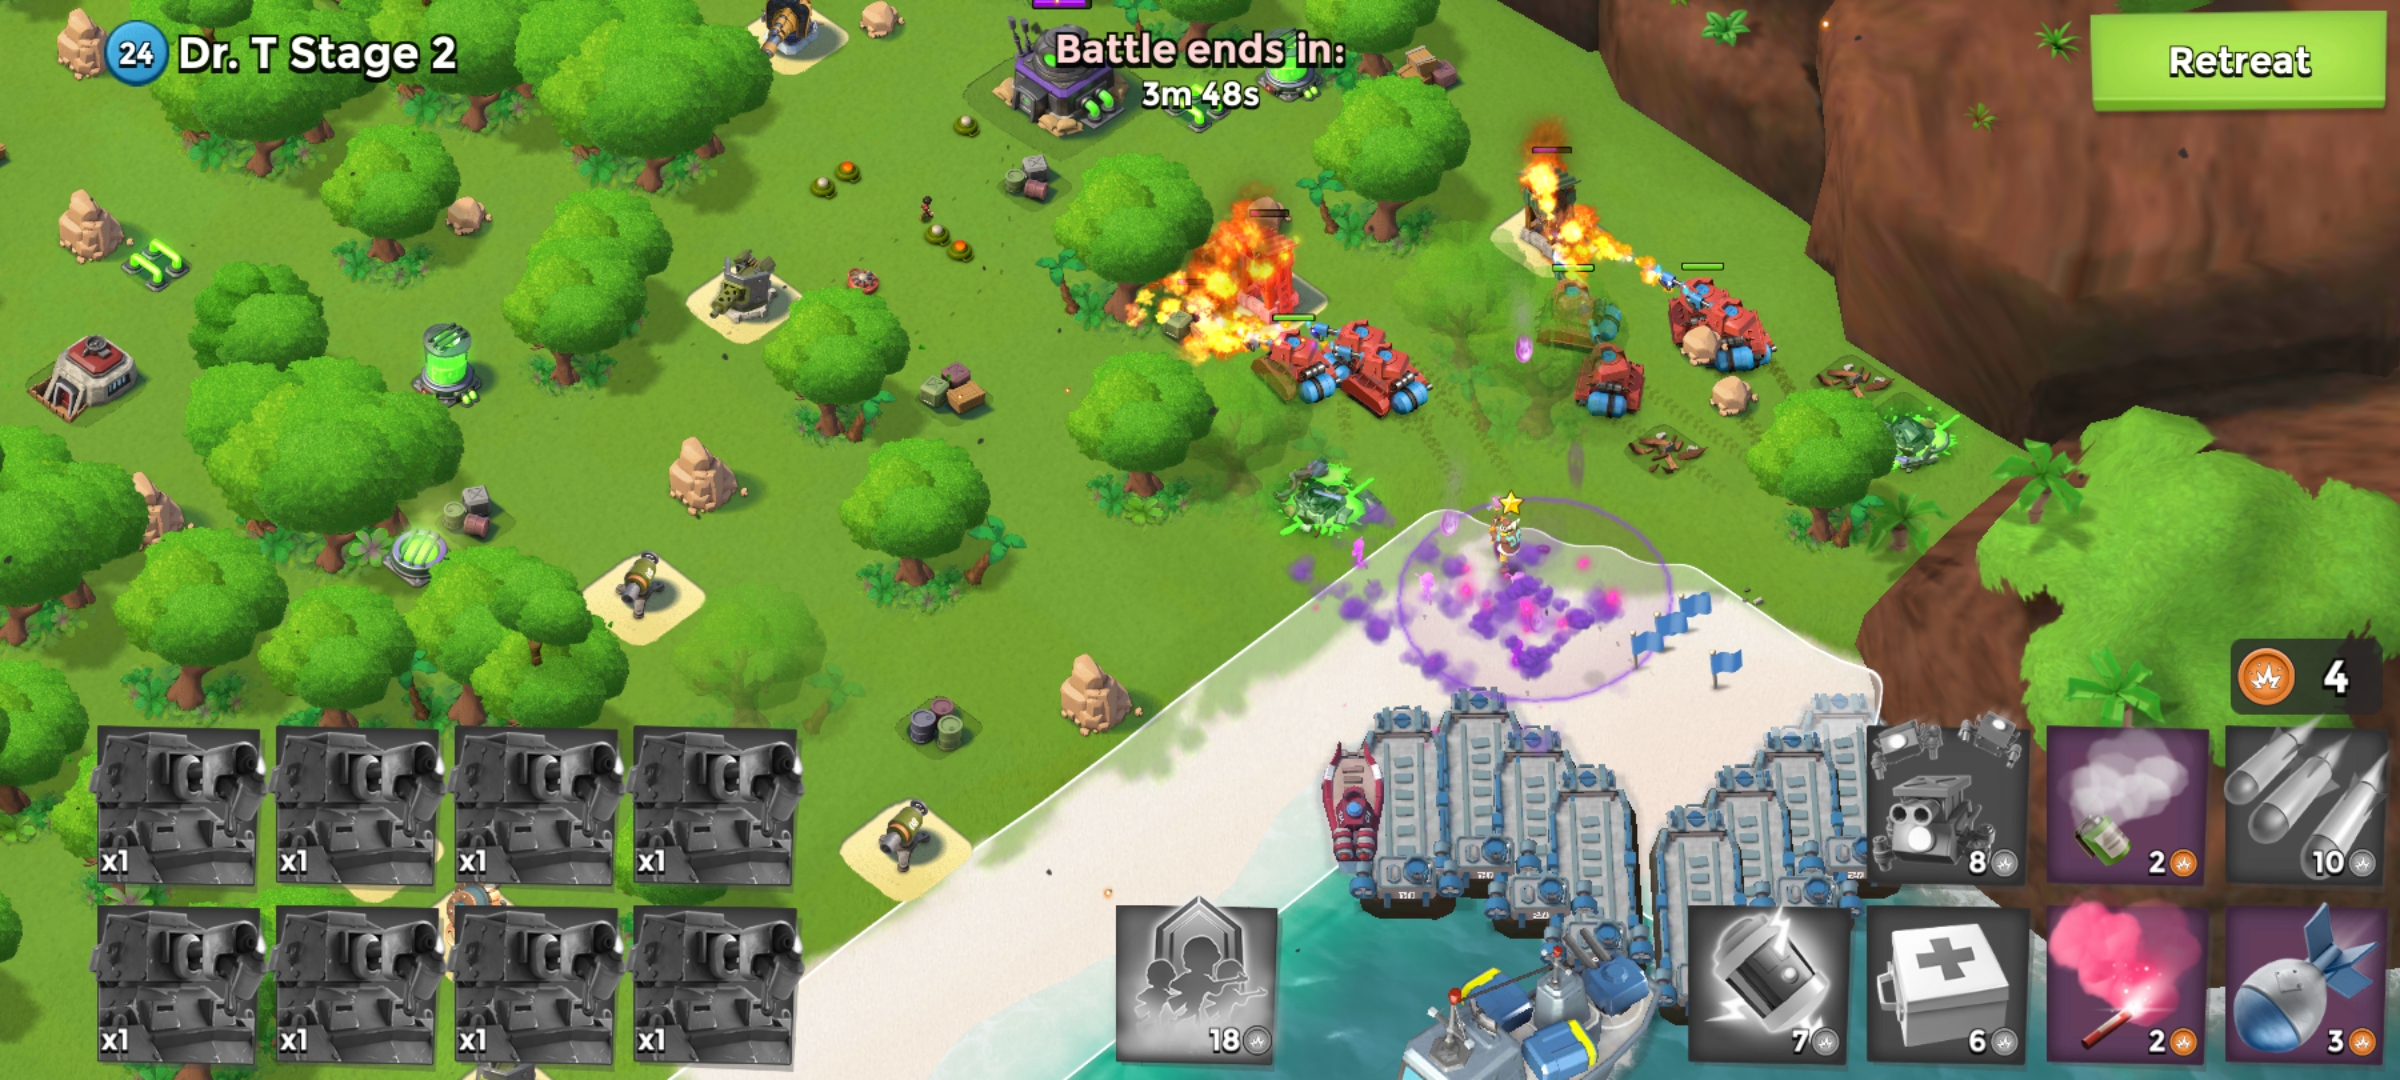 24 Dr. T Stage 2
Battle ends in:
3m 48s
Retreat
4
x1 x1 x1 x1
8 2 10
x1 x1 x1 x1
18 7 6 2 3